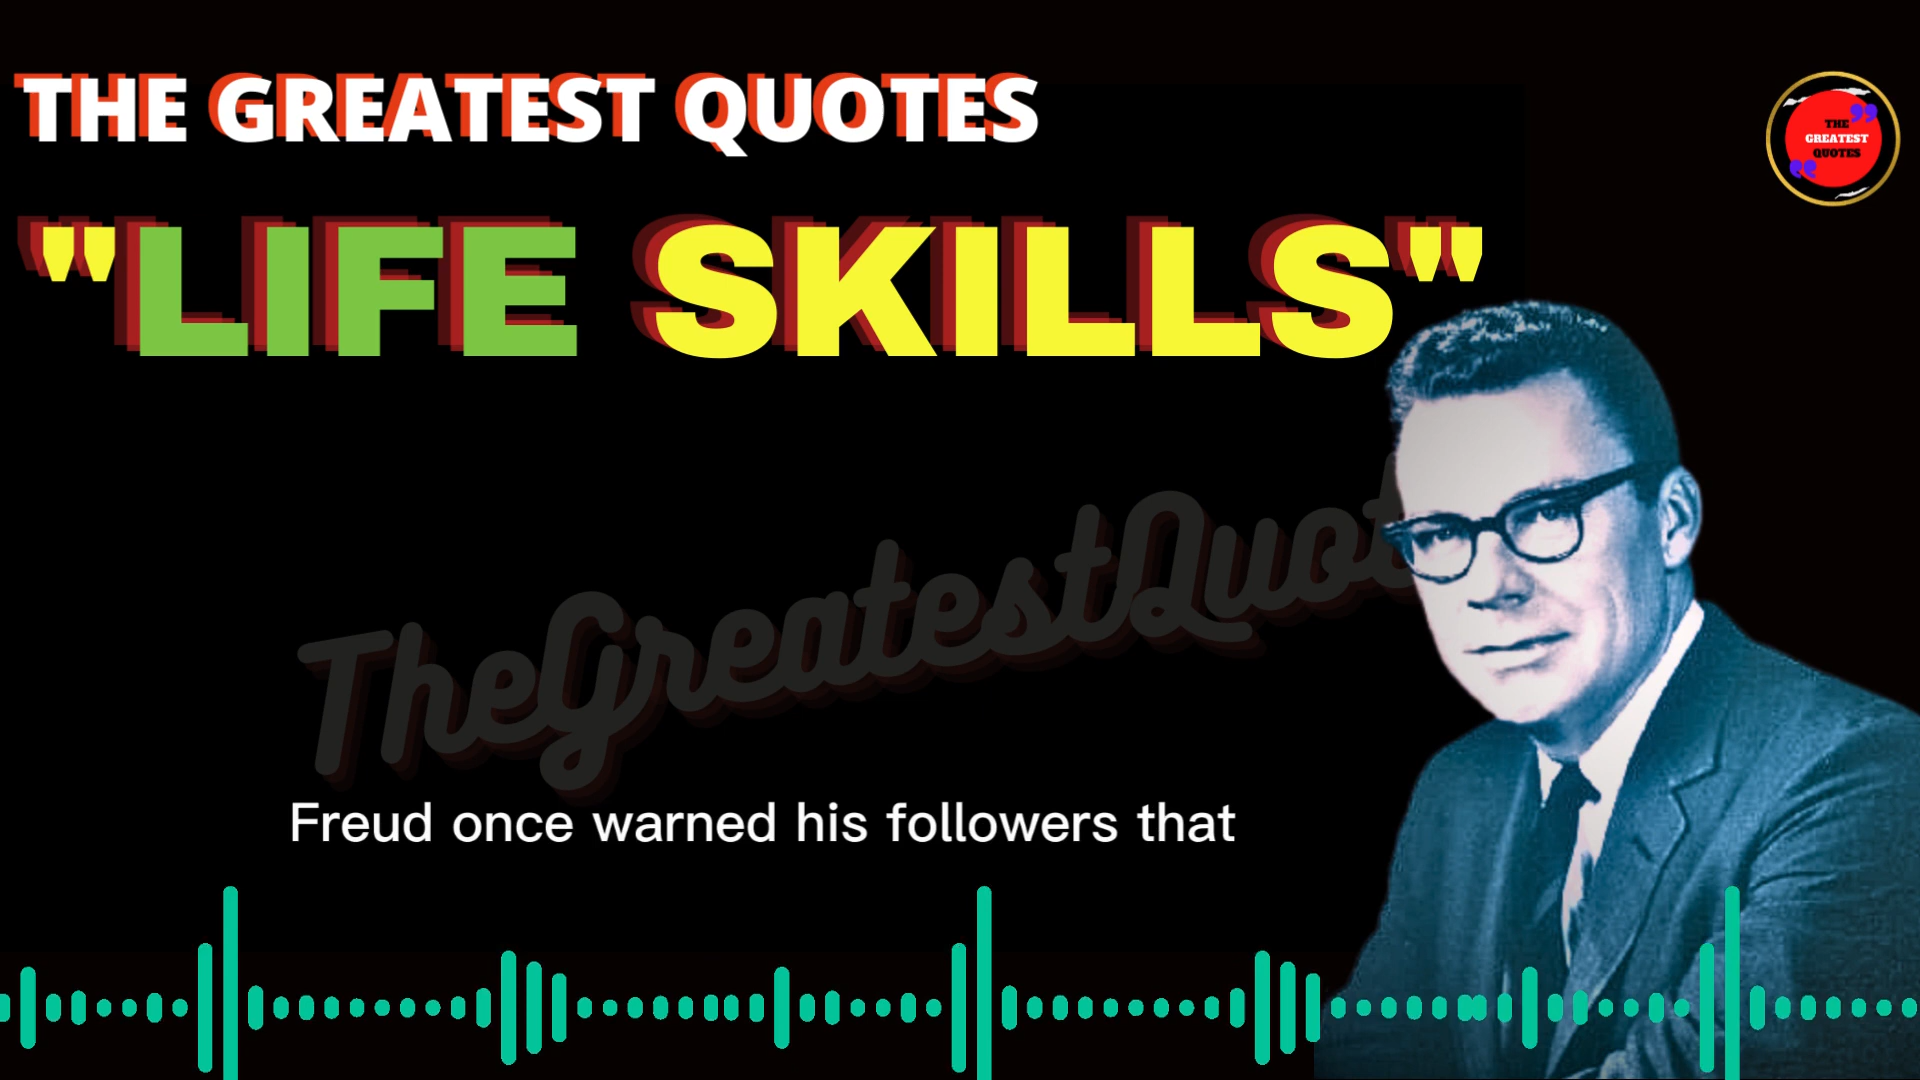 THE GREATEST QUOTES
THE
GREATEST
QUOTES
"LIFE SKILLS"
TheGreatestQuot
Freud once warned his followers that